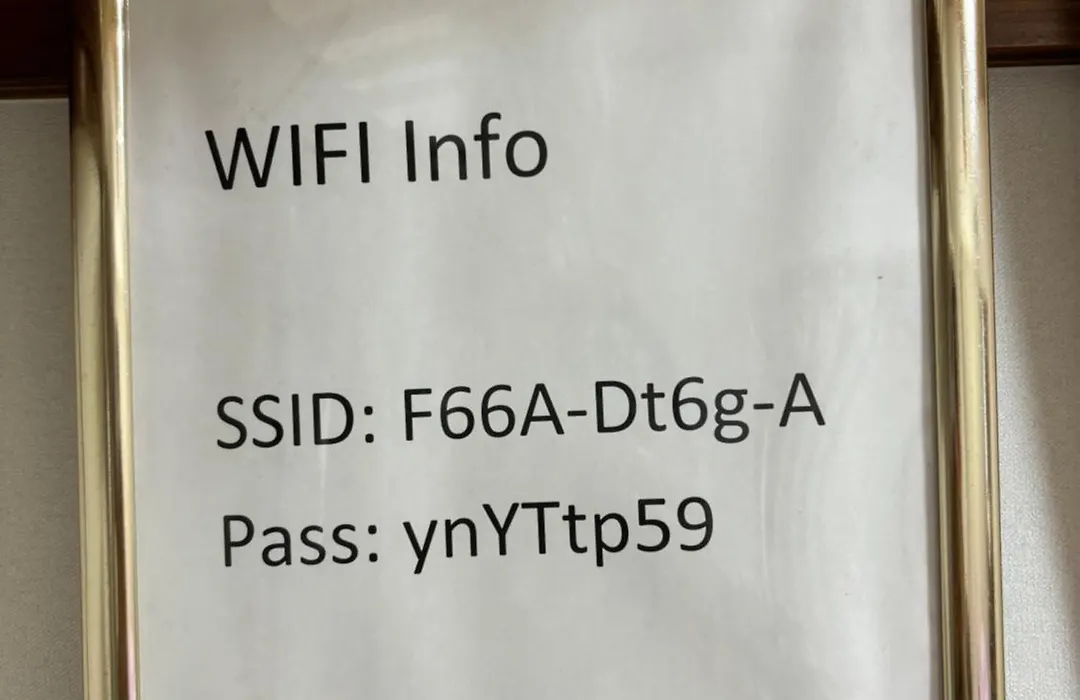 WIFI Info
SSID: F66A-Dt6g-A
Pass: ynYTtp59